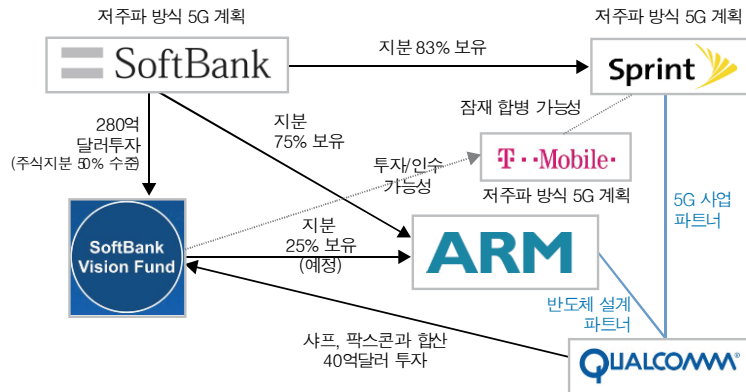 저주파 방식 5G 계획
저주파 방식 5G 계획
SoftBank
지분 83% 보유
Sprint
280억
달러투자
(주식지분 50% 수준)
지분
75% 보유
잠재 합병 가능성
T··Mobile·
투자/인수
가능성
저주파 방식 5G 계획
5G 사업
파트너
SoftBank
Vision Fund
지분
25% 보유
(예정)
ARM
반도체 설계
파트너
샤프, 팍스콘과 합산
40억달러 투자
QUALCOMM®